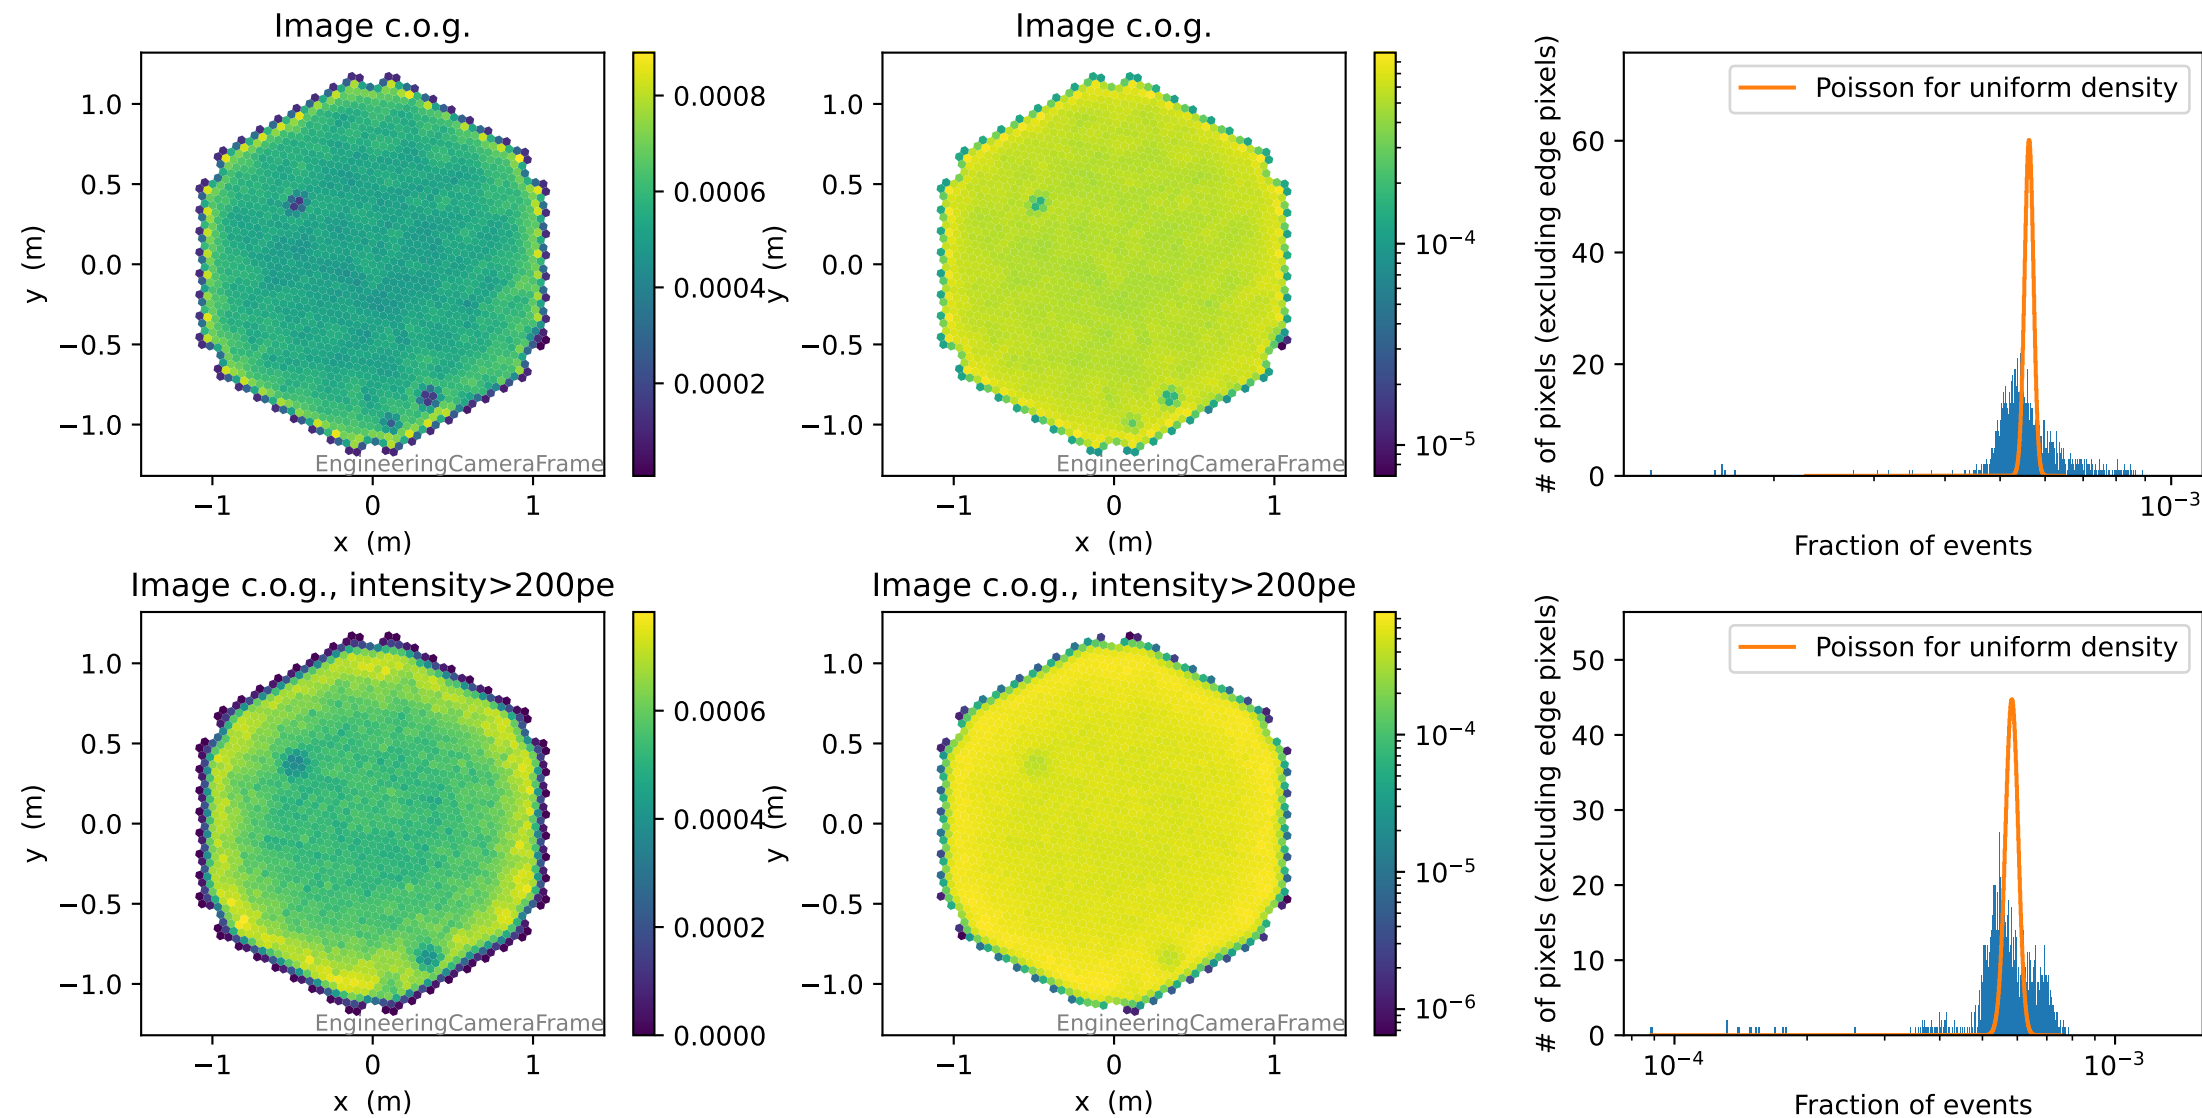 Image c.o.g.
y (m)
1.0
0.5
0.0
−0.5
−1.0
−1
0
1
x (m)
EngineeringCameraFrame
0.0008
0.0006
0.0004
0.0002
Image c.o.g.
y (m)
1.0
0.5
0.0
−0.5
−1.0
−1
0
1
x (m)
EngineeringCameraFrame
10⁻⁴
10⁻⁵
# of pixels (excluding edge pixels)
60
40
20
0
Poisson for uniform density
10⁻³
Fraction of events
Image c.o.g., intensity>200pe
y (m)
1.0
0.5
0.0
−0.5
−1.0
−1
0
1
x (m)
EngineeringCameraFrame
0.0006
0.0004
0.0002
0.0000
Image c.o.g., intensity>200pe
y (m)
1.0
0.5
0.0
−0.5
−1.0
−1
0
1
x (m)
EngineeringCameraFrame
10⁻⁴
10⁻⁵
10⁻⁶
# of pixels (excluding edge pixels)
50
40
30
20
10
0
Poisson for uniform density
10⁻⁴
10⁻³
Fraction of events